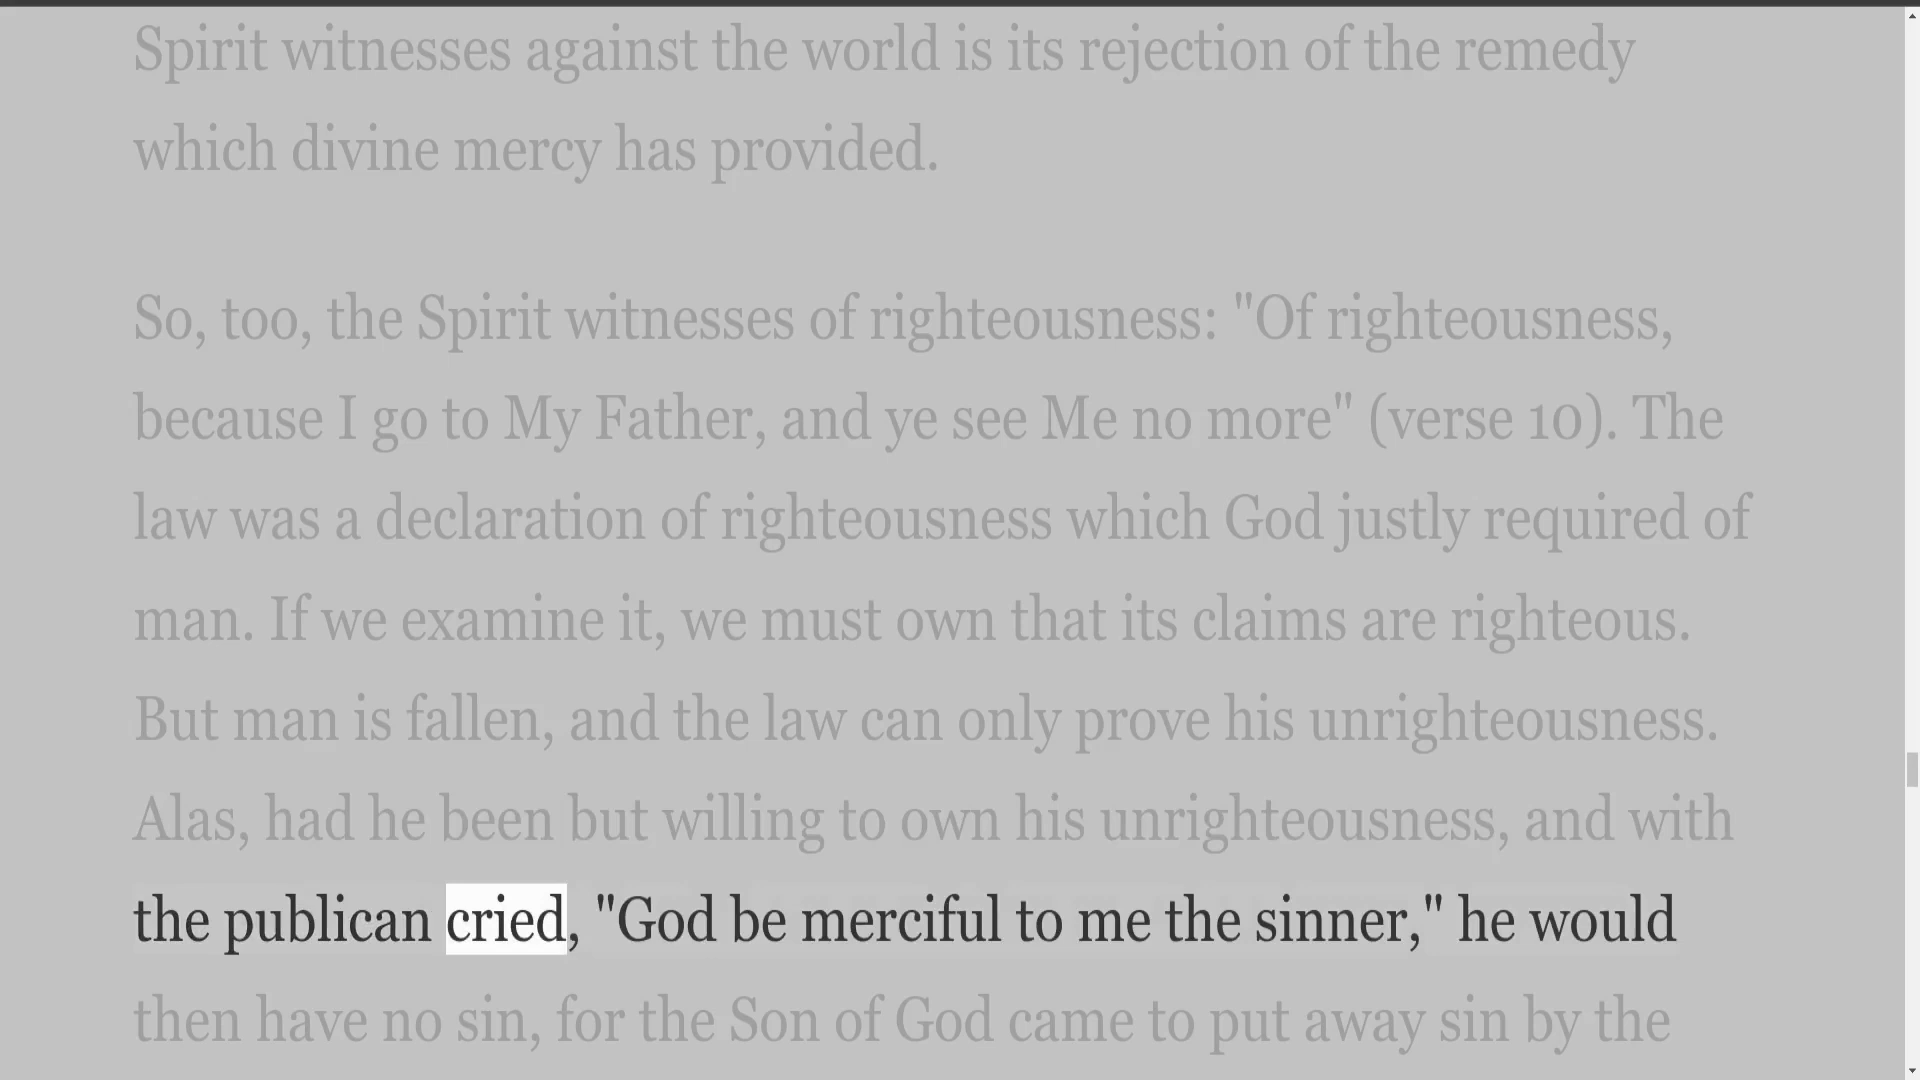 Spirit witnesses against the world is its rejection of the remedy
which divine mercy has provided.
So, too, the Spirit witnesses of righteousness: "Of righteousness,
because I go to My Father, and ye see Me no more" (verse 10). The
law was a declaration of righteousness which God justly required of
man. If we examine it, we must own that its claims are righteous.
But man is fallen, and the law can only prove his unrighteousness.
Alas, had he been but willing to own his unrighteousness, and with
the publican cried, "God be merciful to me the sinner," he would
then have no sin, for the Son of God came to put away sin by the